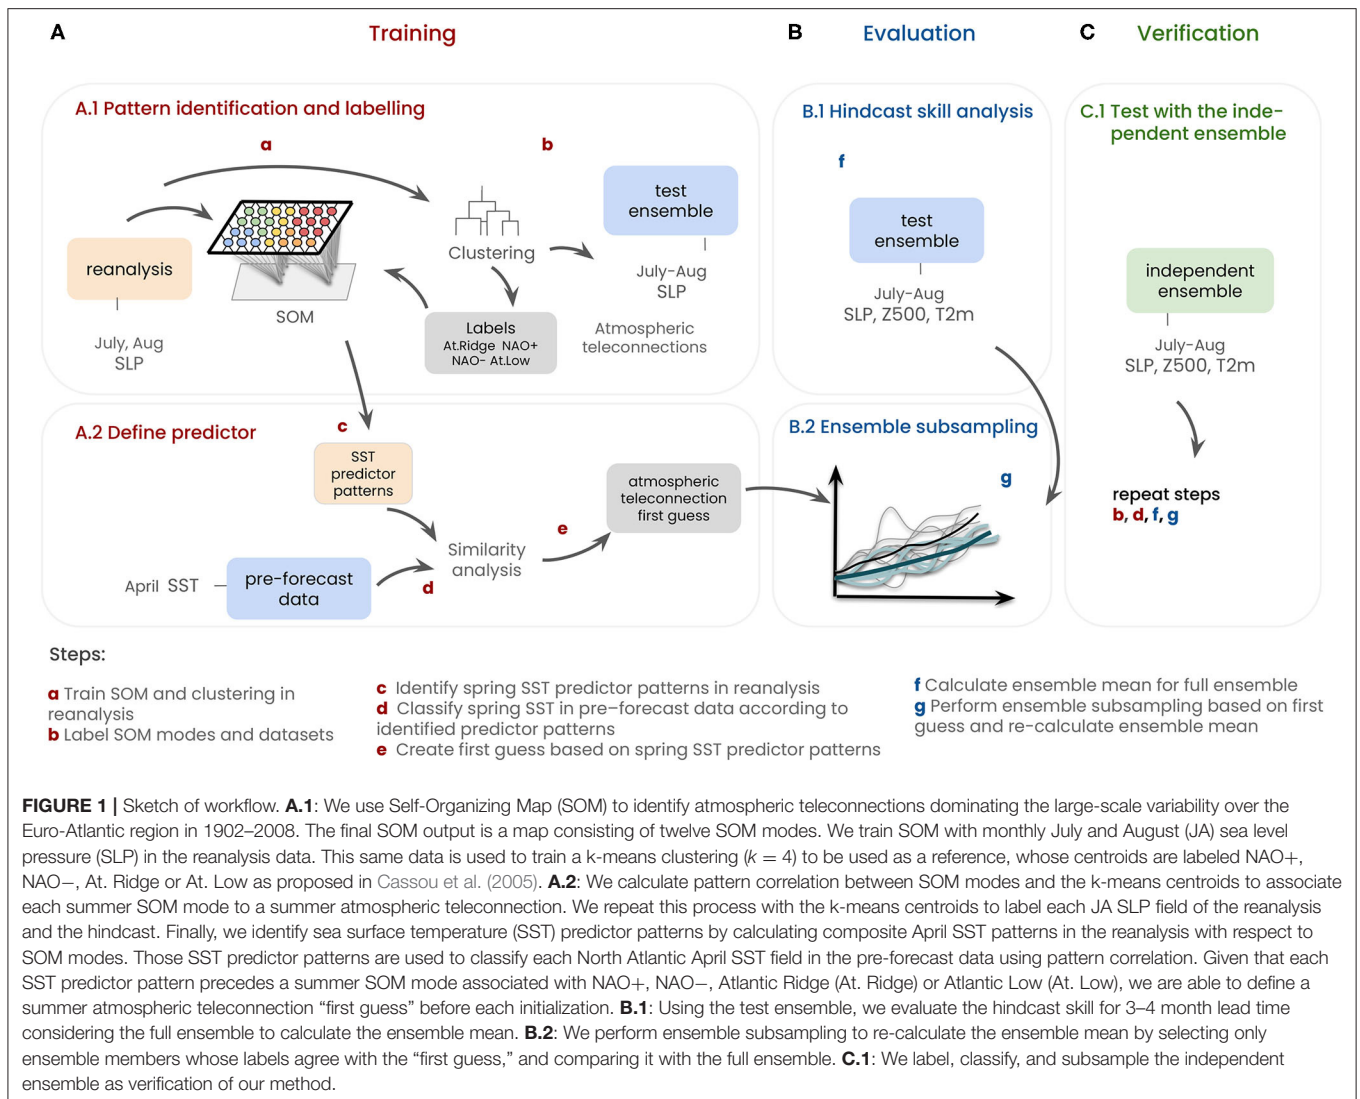 A Training
B Evaluation
C Verification
A.1 Pattern identification and labelling
a
b
reanalysis
July, Aug
SLP
SOM
Clustering
Labels
At.Ridge NAO+
NAO- At.Low
test
ensemble
July-Aug
SLP
Atmospheric
teleconnections
A.2 Define predictor
c
SST
predictor
patterns
April SST
pre-forecast
data
Similarity
analysis
d
e
atmospheric
teleconnection
first guess
B.1 Hindcast skill analysis
f
test
ensemble
July-Aug
SLP, Z500, T2m
B.2 Ensemble subsampling
g
C.1 Test with the inde-
pendent ensemble
independent
ensemble
July-Aug
SLP, Z500, T2m
repeat steps
b, d, f, g
Steps:
a Train SOM and clustering in
reanalysis
b Label SOM modes and datasets
c Identify spring SST predictor patterns in reanalysis
d Classify spring SST in pre–forecast data according to
identified predictor patterns
e Create first guess based on spring SST predictor patterns
f Calculate ensemble mean for full ensemble
g Perform ensemble subsampling based on first
guess and re-calculate ensemble mean
FIGURE 1 | Sketch of workflow. A.1: We use Self-Organizing Map (SOM) to identify atmospheric teleconnections dominating the large-scale variability over the
Euro-Atlantic region in 1902–2008. The final SOM output is a map consisting of twelve SOM modes. We train SOM with monthly July and August (JA) sea level
pressure (SLP) in the reanalysis data. This same data is used to train a k-means clustering (k = 4) to be used as a reference, whose centroids are labeled NAO+,
NAO−, At. Ridge or At. Low as proposed in Cassou et al. (2005). A.2: We calculate pattern correlation between SOM modes and the k-means centroids to associate
each summer SOM mode to a summer atmospheric teleconnection. We repeat this process with the k-means centroids to label each JA SLP field of the reanalysis
and the hindcast. Finally, we identify sea surface temperature (SST) predictor patterns by calculating composite April SST patterns in the reanalysis with respect to
SOM modes. Those SST predictor patterns are used to classify each North Atlantic April SST field in the pre-forecast data using pattern correlation. Given that each
SST predictor pattern precedes a summer SOM mode associated with NAO+, NAO−, Atlantic Ridge (At. Ridge) or Atlantic Low (At. Low), we are able to define a
summer atmospheric teleconnection “first guess” before each initialization. B.1: Using the test ensemble, we evaluate the hindcast skill for 3–4 month lead time
considering the full ensemble to calculate the ensemble mean. B.2: We perform ensemble subsampling to re-calculate the ensemble mean by selecting only
ensemble members whose labels agree with the “first guess,” and comparing it with the full ensemble. C.1: We label, classify, and subsample the independent
ensemble as verification of our method.